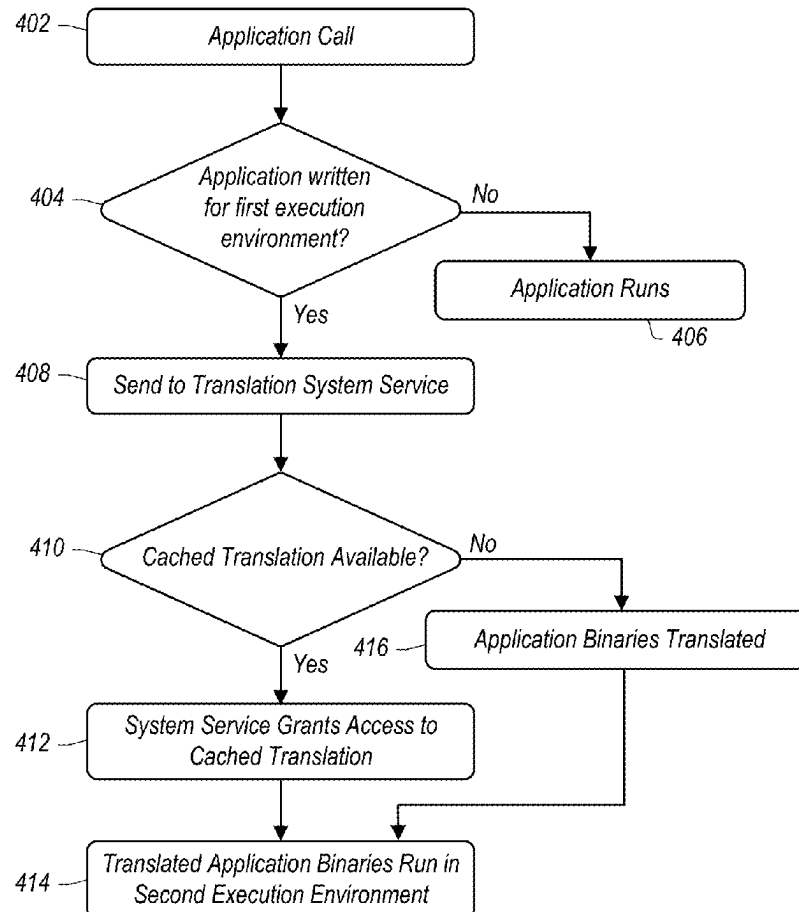 402
Application Call
404
Application written
for first execution
environment?
No
Application Runs
406
Yes
408
Send to Translation System Service
410
Cached Translation Available?
No
416
Application Binaries Translated
Yes
412
System Service Grants Access to
Cached Translation
414
Translated Application Binaries Run in
Second Execution Environment